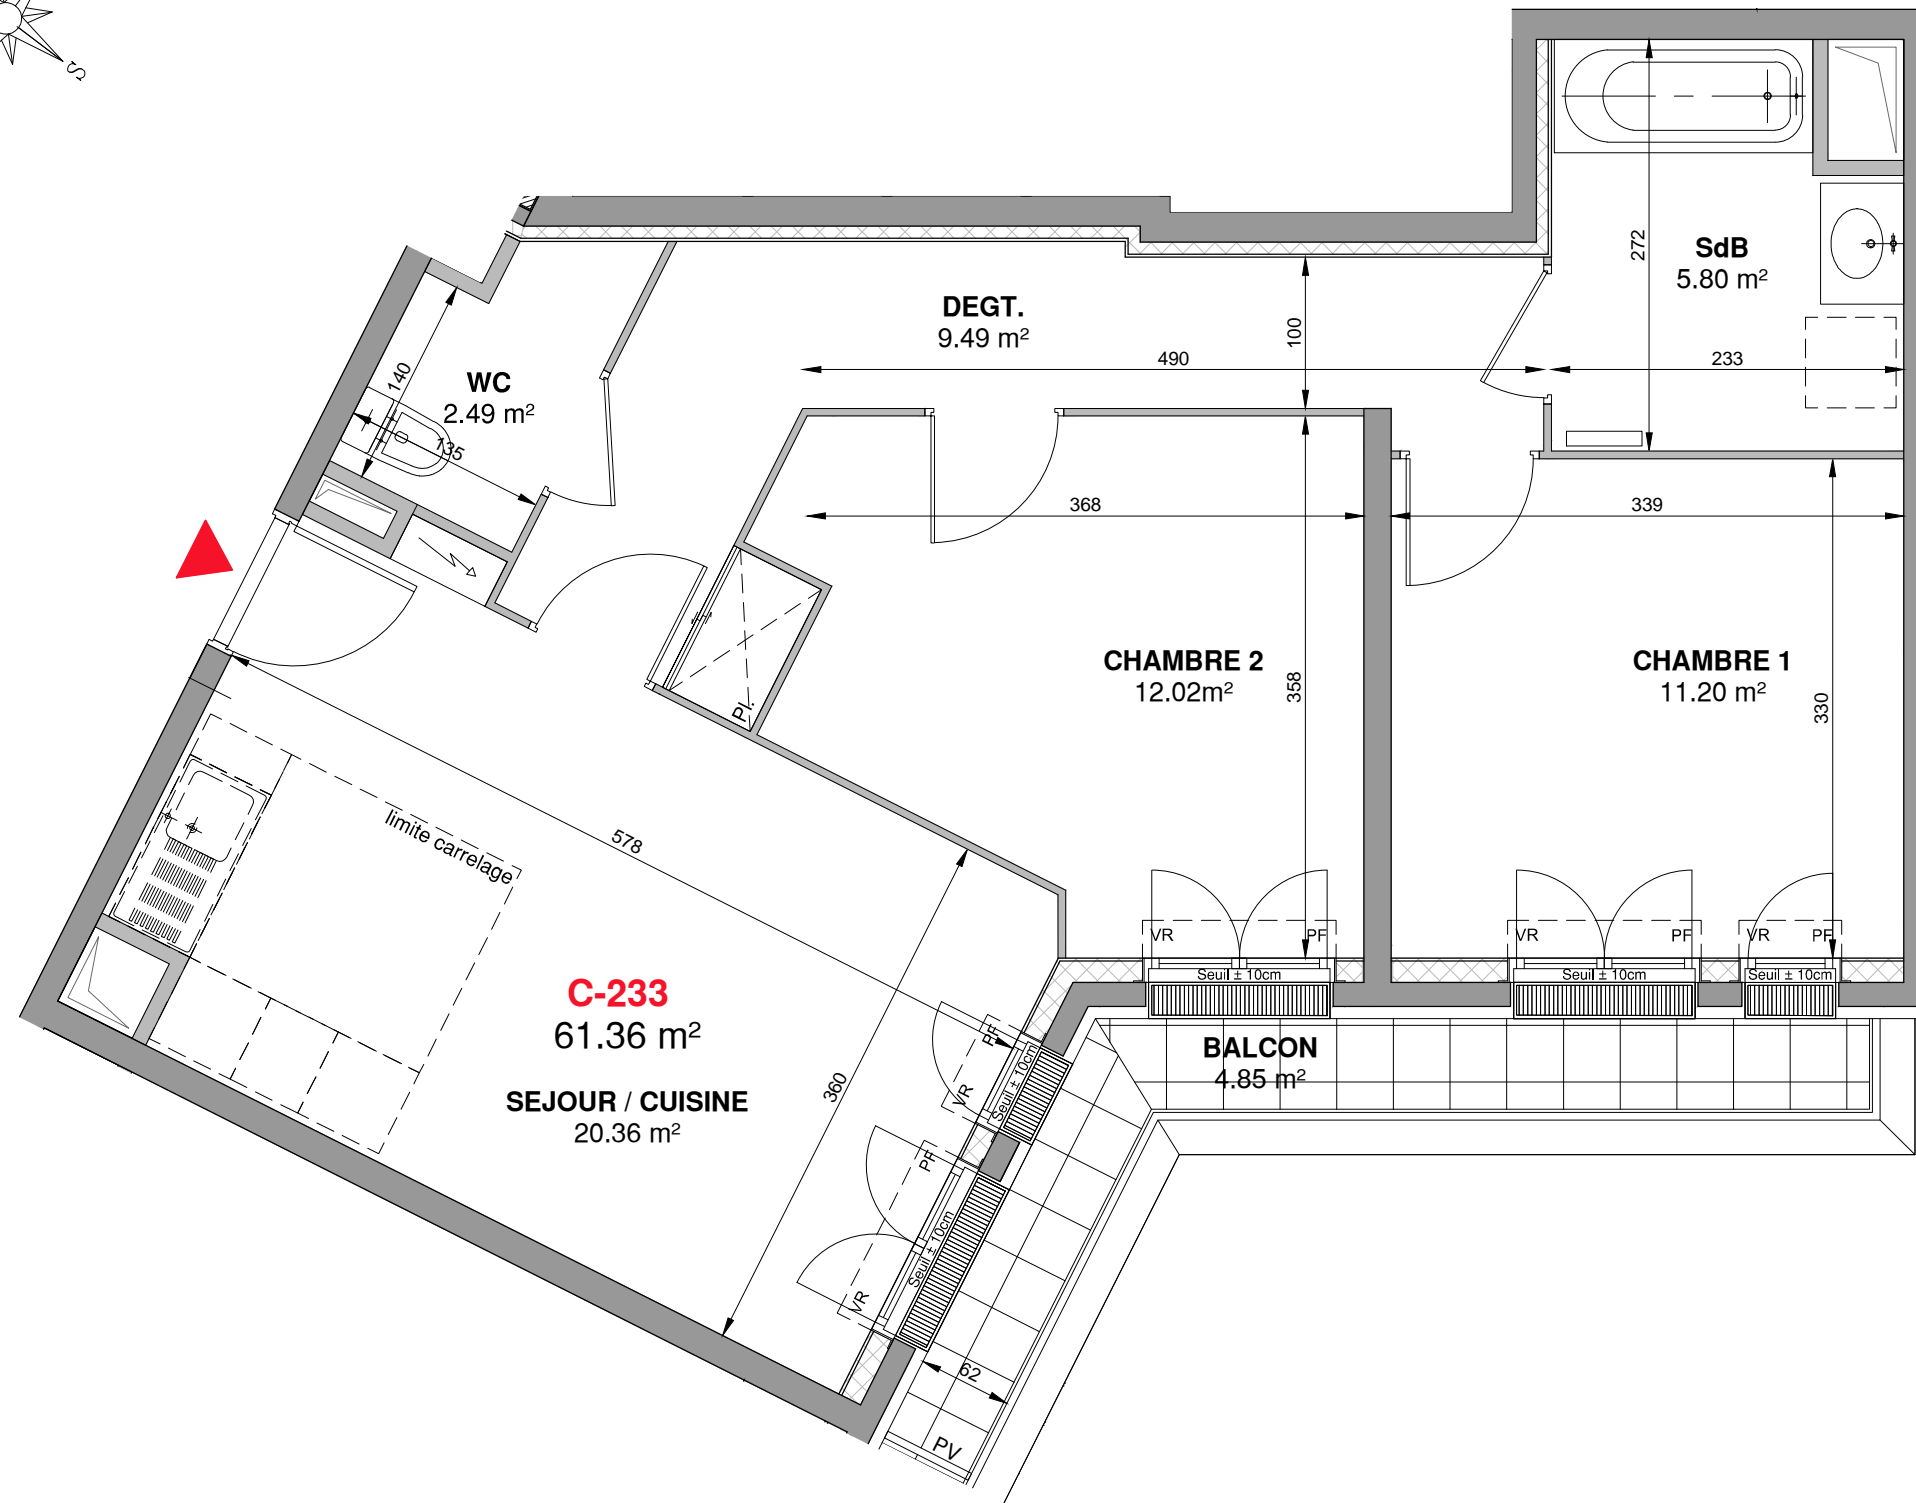 S
SdB
5.80 m²
272
233
DEGT.
9.49 m²
100
490
WC
2.49 m²
140
135
368
339
CHAMBRE 2
12.02m²
358
CHAMBRE 1
11.20 m²
330
Pl.
limite carrelage
578
360
C-233
61.36 m²
SEJOUR / CUISINE
20.36 m²
VR
PF
Seuil ± 10cm
VR
PF
Seuil ± 10cm
VR
PF
Seuil ± 10cm
BALCON
4.85 m²
PF
VR
Seuil ± 10cm
PF
VR
Seuil ± 10cm
62
PV